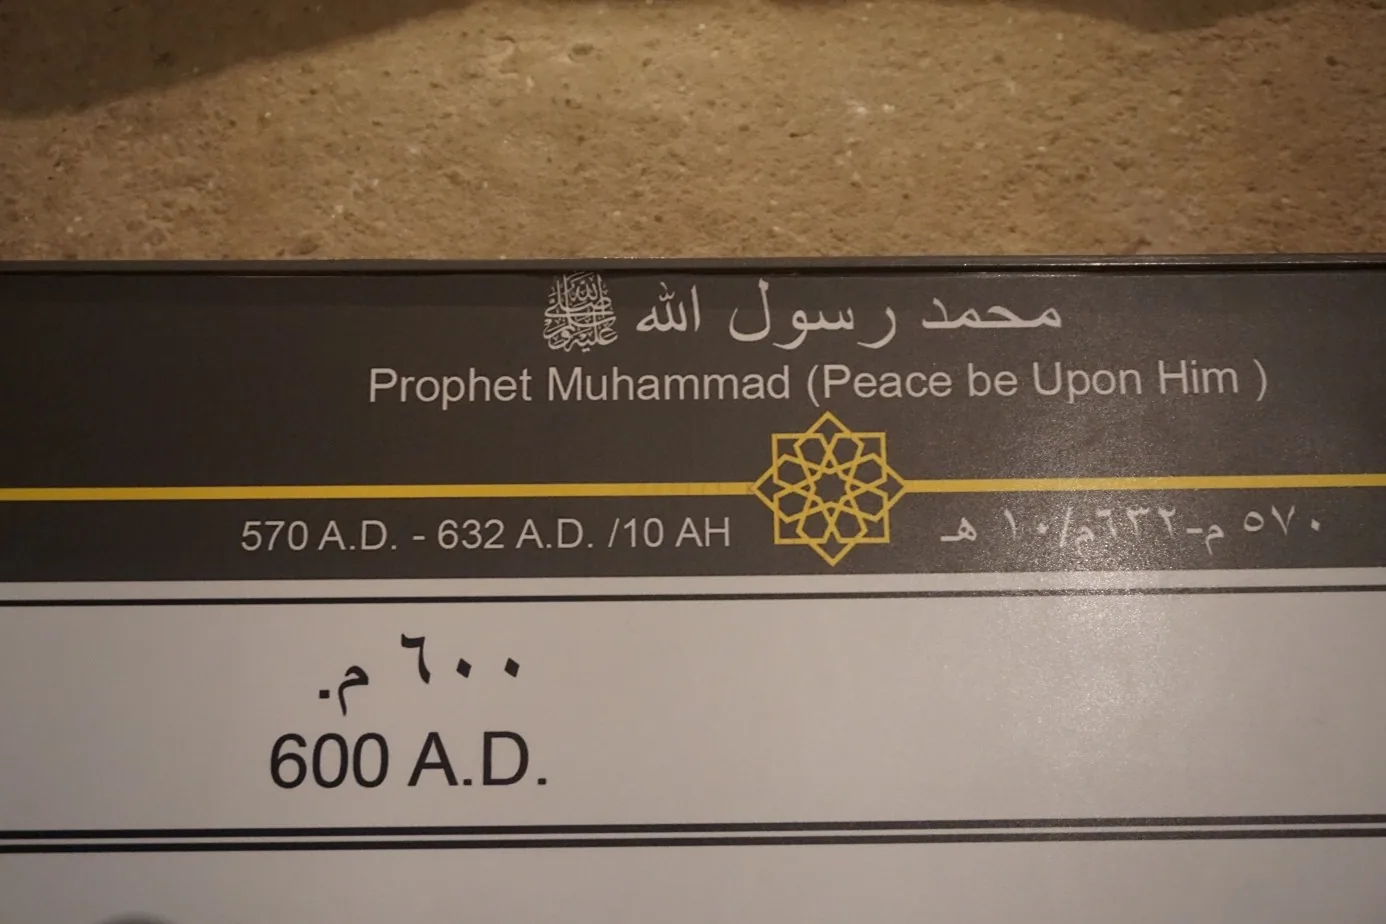 محمد رسول الله ﷺ
Prophet Muhammad (Peace be Upon Him )
570 A.D. - 632 A.D. /10 AH
٥٧٠ م-٦٣٢م/١٠ هـ
٦٠٠ م.
600 A.D.